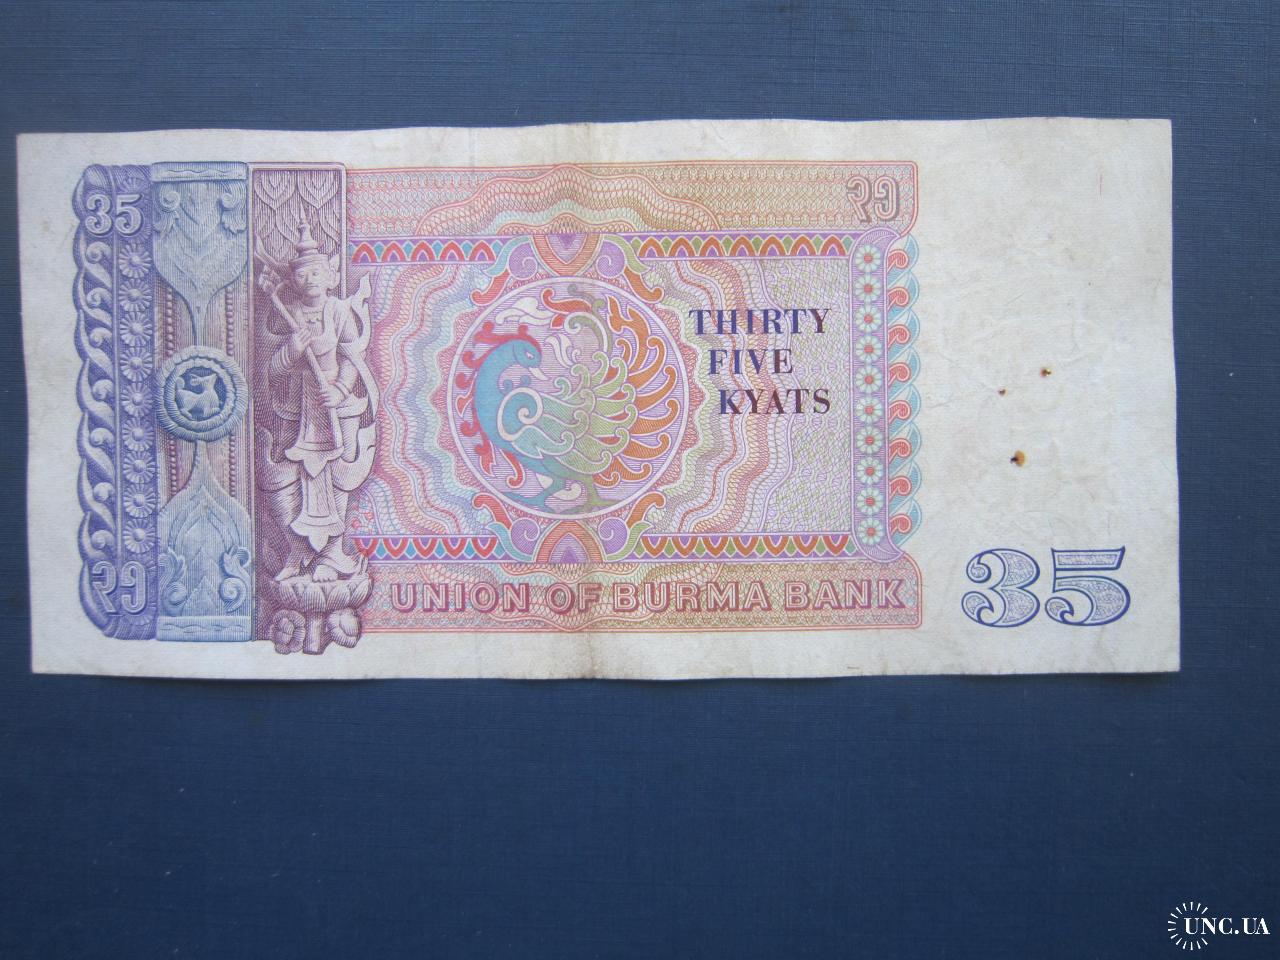 35
၃၅
THIRTY
FIVE
KYATS
၃၅
UNION OF BURMA BANK
35
UNC.UA